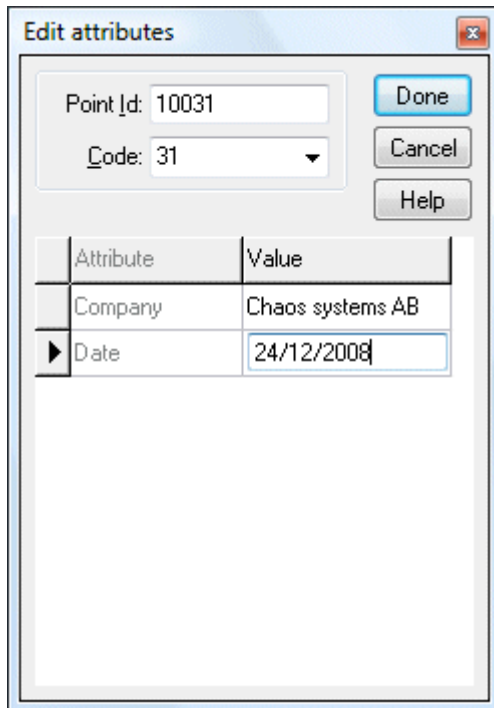 Edit attributes
Point Id: 10031 Done
Code: 31 Cancel
Help
Attribute Value
Company Chaos systems AB
Date 24/12/2008